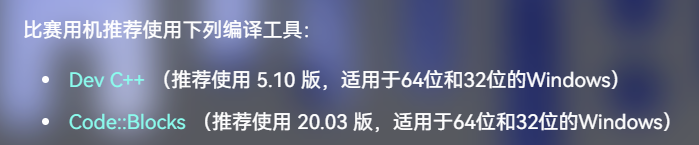 比赛用机推荐使用下列编译工具：
• Dev C++ （推荐使用 5.10 版，适用于64位和32位的Windows）
• Code::Blocks （推荐使用 20.03 版，适用于64位和32位的Windows）